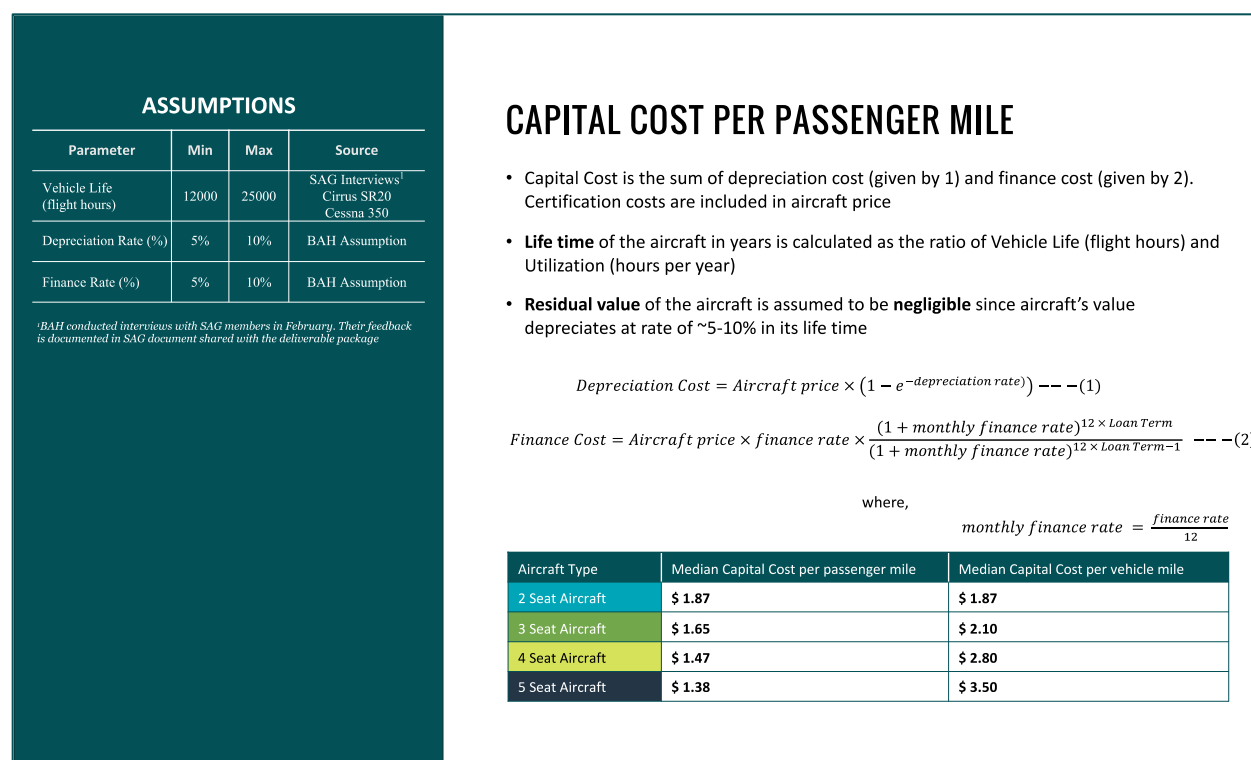 ASSUMPTIONS
Parameter Min Max Source
Vehicle Life (flight hours) 12000 25000 SAG Interviews¹ Cirrus SR20 Cessna 350
Depreciation Rate (%) 5% 10% BAH Assumption
Finance Rate (%) 5% 10% BAH Assumption
¹BAH conducted interviews with SAG members in February. Their feedback
is documented in SAG document shared with the deliverable package
CAPITAL COST PER PASSENGER MILE
• Capital Cost is the sum of depreciation cost (given by 1) and finance cost (given by 2).
Certification costs are included in aircraft price
• Life time of the aircraft in years is calculated as the ratio of Vehicle Life (flight hours) and
Utilization (hours per year)
• Residual value of the aircraft is assumed to be negligible since aircraft’s value
depreciates at rate of ~5-10% in its life time
Depreciation Cost = Aircraft price × (1 − e^{−depreciation rate)}) −− −(1)
Finance Cost = Aircraft price × finance rate × (1 + monthly finance rate)^{12 × Loan Term} / (1 + monthly finance rate)^{12 × Loan Term−1} −− −(2)
where,
monthly finance rate = finance rate / 12
Aircraft Type Median Capital Cost per passenger mile Median Capital Cost per vehicle mile
2 Seat Aircraft $ 1.87 $ 1.87
3 Seat Aircraft $ 1.65 $ 2.10
4 Seat Aircraft $ 1.47 $ 2.80
5 Seat Aircraft $ 1.38 $ 3.50